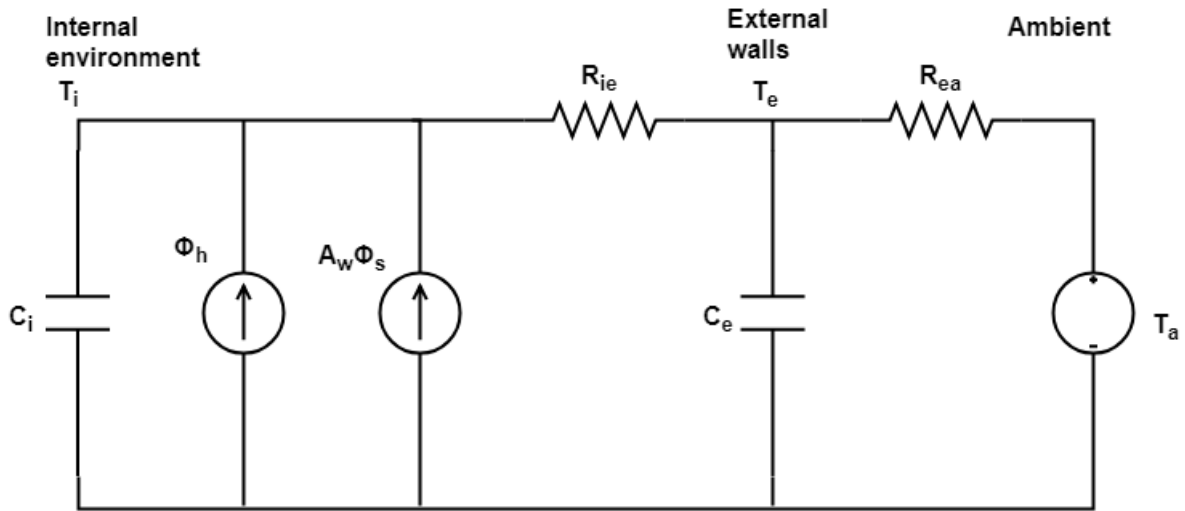 Internal
environment
T_i
External
walls
T_e
Ambient
R_ie
R_ea
Φ_h
A_wΦ_s
C_i
C_e
+
-
T_a